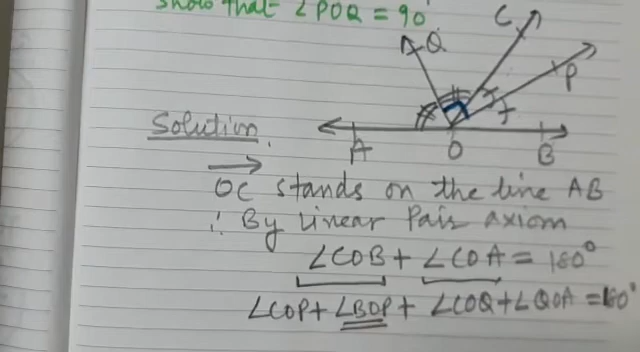 Show that ∠POQ = 90°
C
Q
P
Solution.
A O B
OC stands on the line AB
∴ By Linear Pair axiom
∠COB + ∠COA = 180°
∠COP + ∠BOP + ∠COQ + ∠QOA = 180°